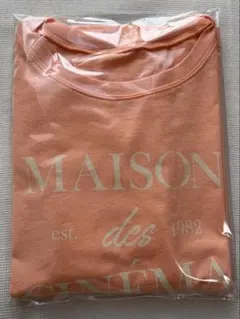 MAISON
est. des 1982
CINÉMA